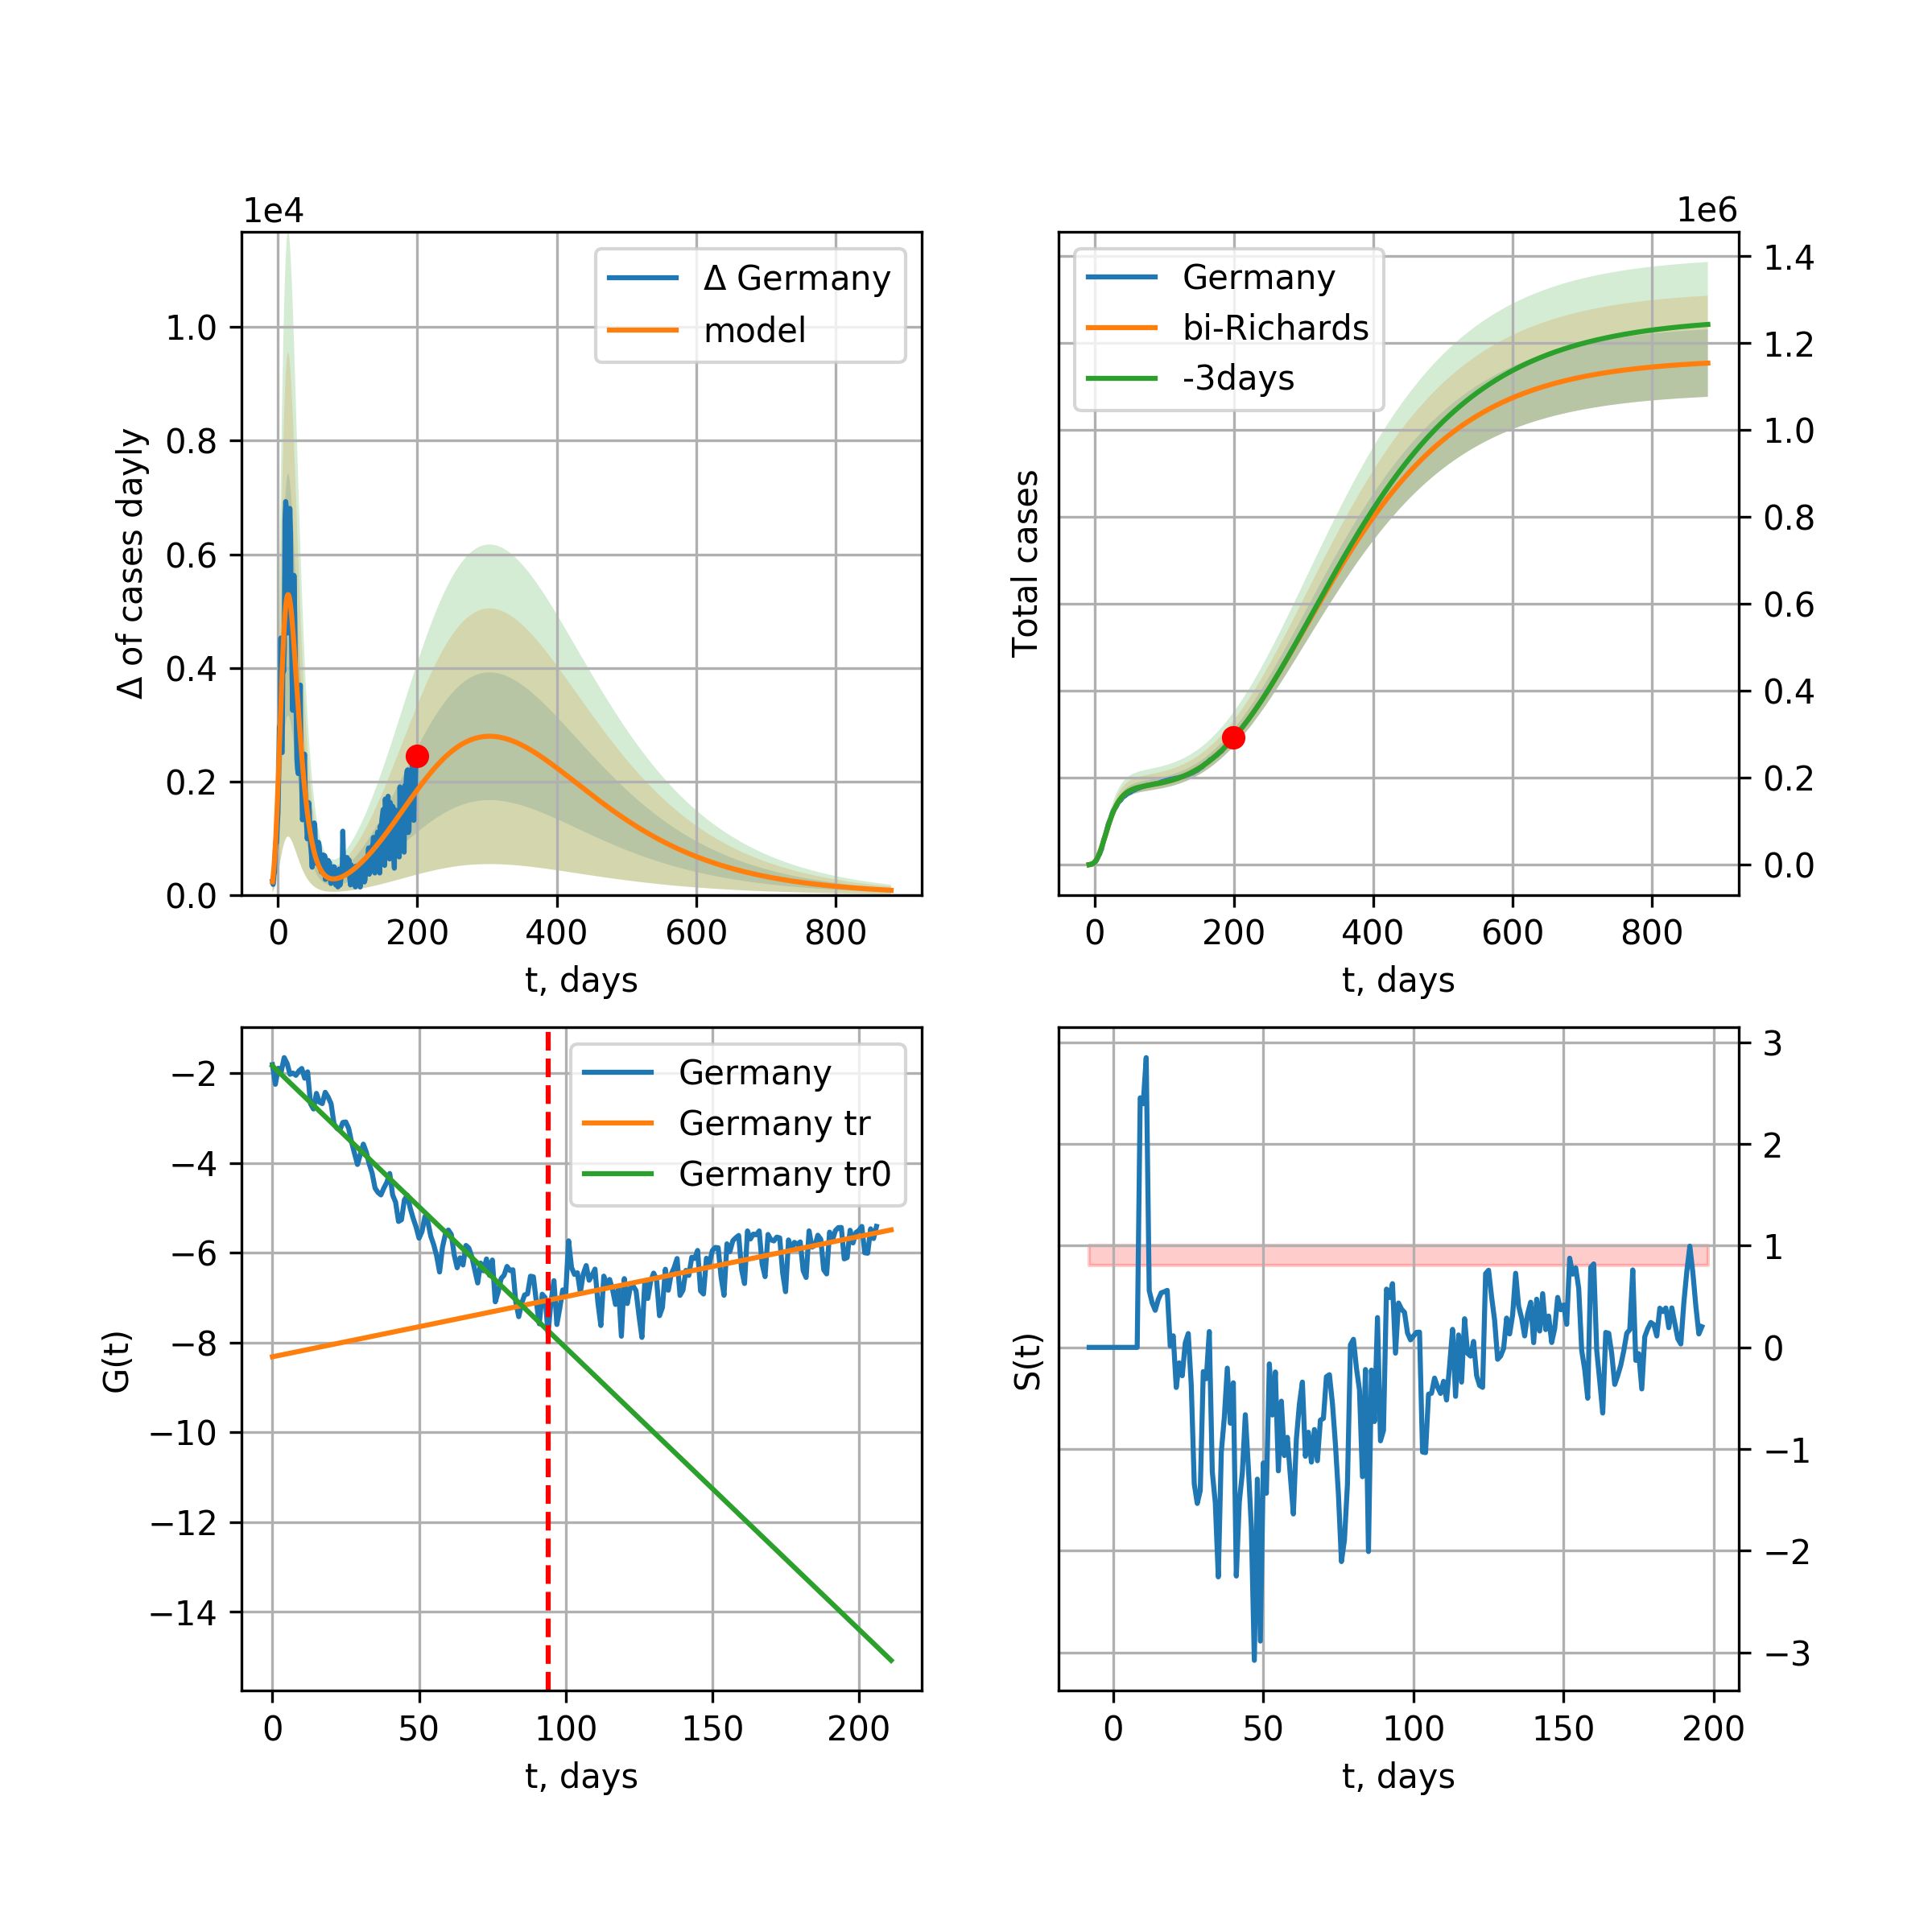 1e4
Δ of cases dayly
1.0
0.8
0.6
0.4
0.2
0.0
0 200 400 600 800
t, days
Δ Germany
model
1e6
Total cases
1.4
1.2
1.0
0.8
0.6
0.4
0.2
0.0
0 200 400 600 800
t, days
Germany
bi-Richards
-3days
G(t)
−2
−4
−6
−8
−10
−12
−14
0 50 100 150 200
t, days
Germany
Germany tr
Germany tr0
S(t)
3
2
1
0
−1
−2
−3
0 50 100 150 200
t, days